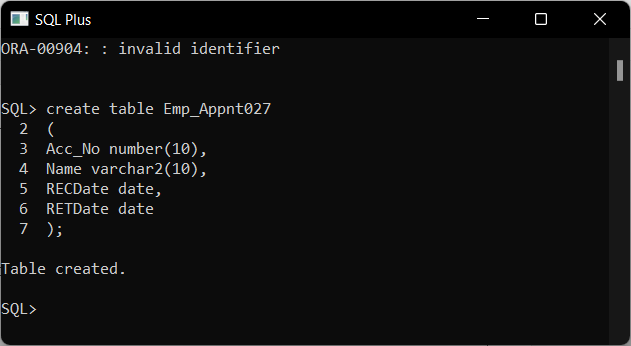 SQL Plus
ORA-00904: : invalid identifier
SQL> create table Emp_Appnt027
  2  (
  3  Acc_No number(10),
  4  Name varchar2(10),
  5  RECDate date,
  6  RETDate date
  7  );
Table created.
SQL>